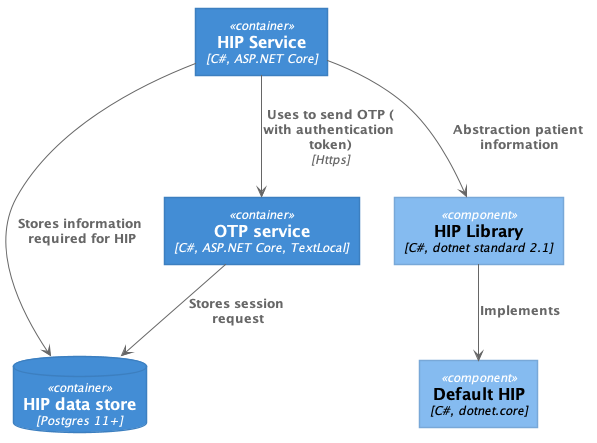 «container»
HIP Service
[C#, ASP.NET Core]
Uses to send OTP (
with authentication
token)
[Https]
Abstraction patient
information
Stores information
required for HIP
«container»
OTP service
[C#, ASP.NET Core, TextLocal]
«component»
HIP Library
[C#, dotnet standard 2.1]
Stores session
request
Implements
«container»
HIP data store
[Postgres 11+]
«component»
Default HIP
[C#, dotnet.core]